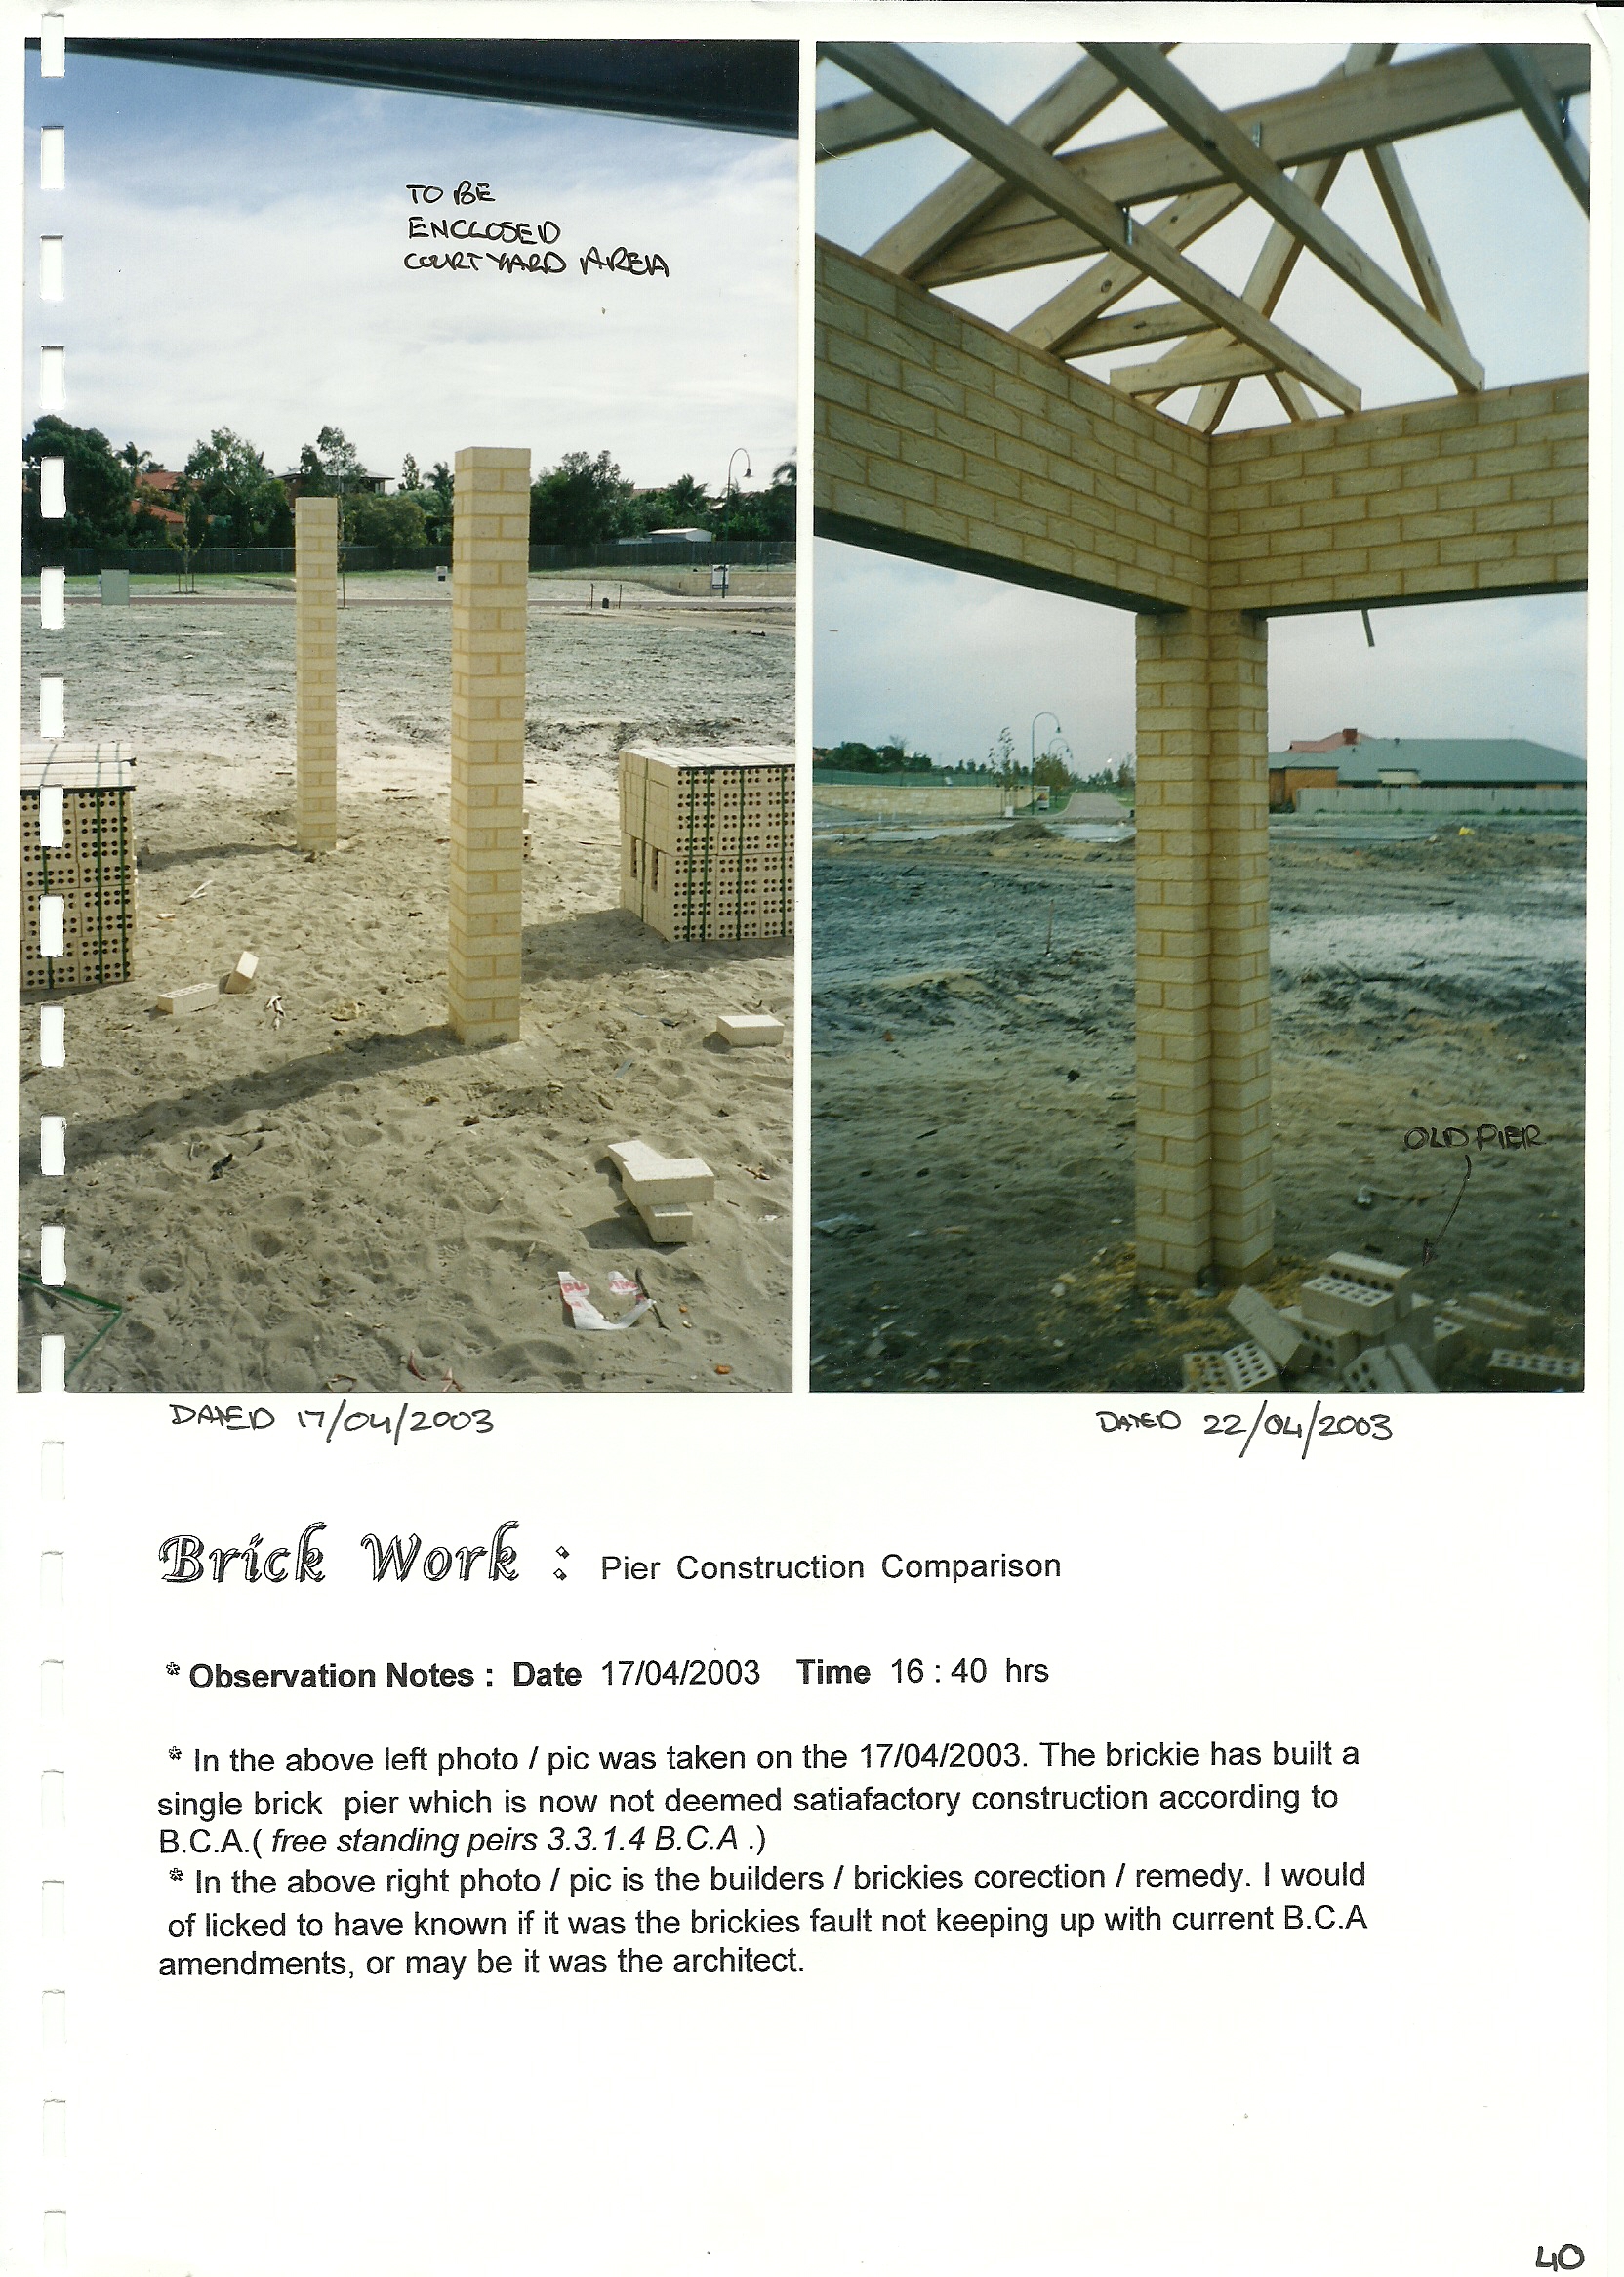 TO BE
ENCLOSED
COURTYARD AREA
OLD PIER
DATED 17/04/2003
DATED 22/04/2003
Brick Work : Pier Construction Comparison
* Observation Notes : Date 17/04/2003 Time 16 : 40 hrs
* In the above left photo / pic was taken on the 17/04/2003. The brickie has built a
single brick pier which is now not deemed satiafactory construction according to
B.C.A.( free standing peirs 3.3.1.4 B.C.A .)
* In the above right photo / pic is the builders / brickies corection / remedy. I would
of licked to have known if it was the brickies fault not keeping up with current B.C.A
amendments, or may be it was the architect.
40